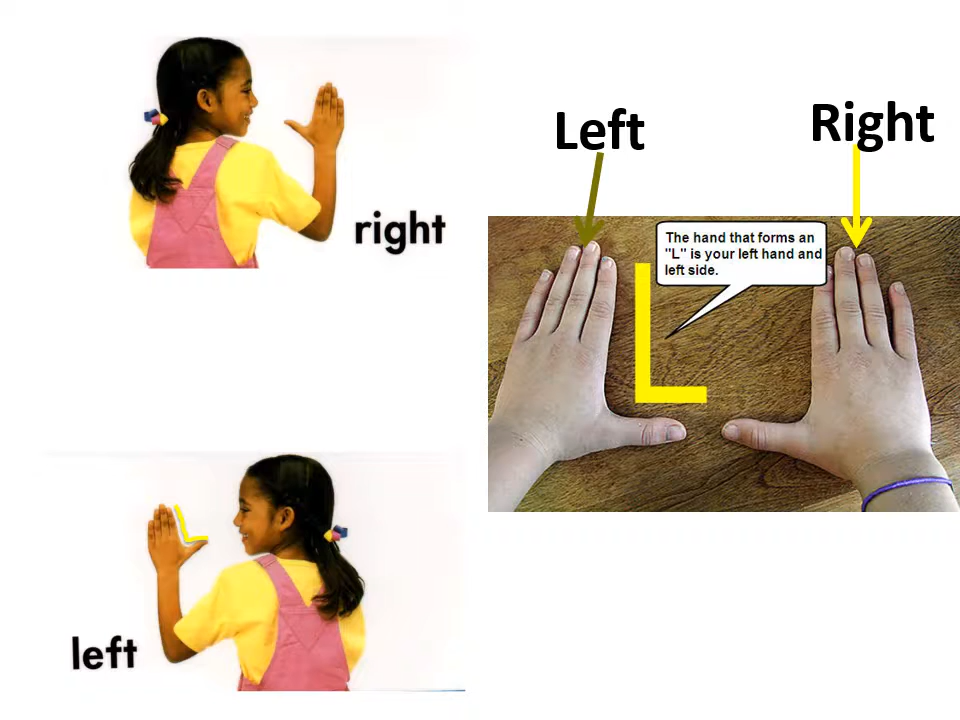 right
left
Left
Right
The hand that forms an
"L" is your left hand and
left side.